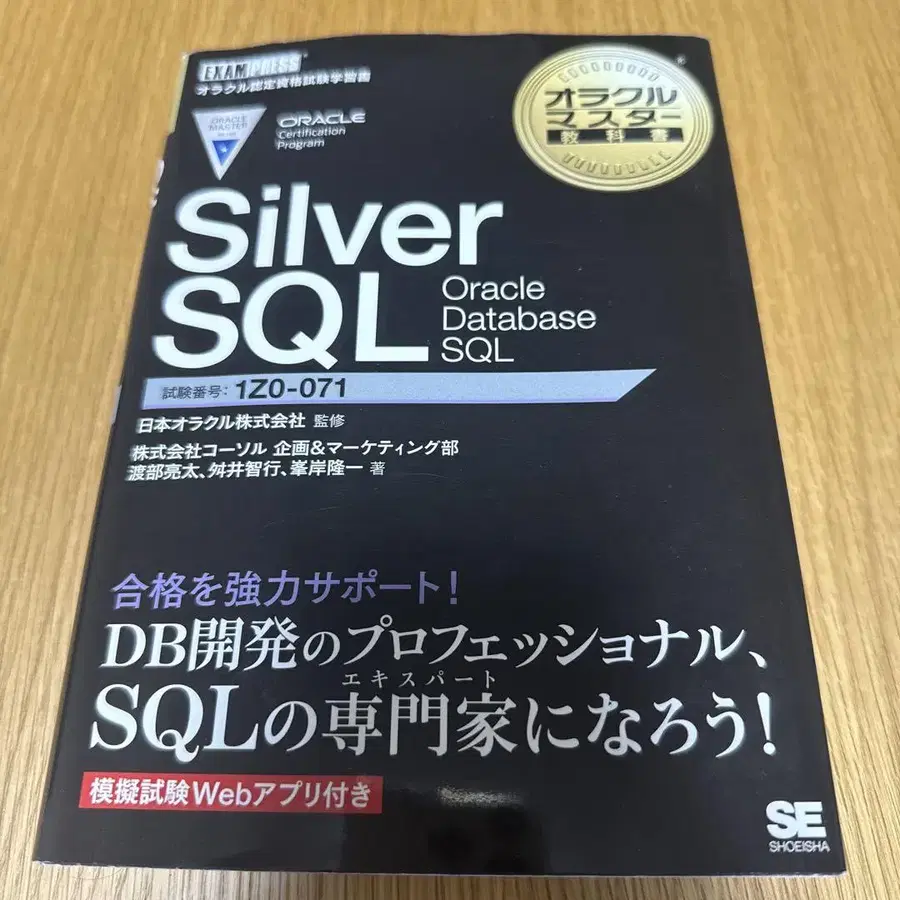 EXAMPRESS
オラクル認定資格試験学習書
ORACLE
MASTER
ORACLE
Certification
Program
オラクル
マスター
教科書
Silver
SQL
Oracle
Database
SQL
試験番号：1Z0-071
日本オラクル株式会社 監修
株式会社コーソル 企画&マーケティング部
渡部亮太、舛井智行、峯岸隆一 著
合格を強力サポート！
DB開発のプロフェッショナル、
エキスパート
SQLの専門家になろう！
模擬試験Webアプリ付き
SE
SHOEISHA